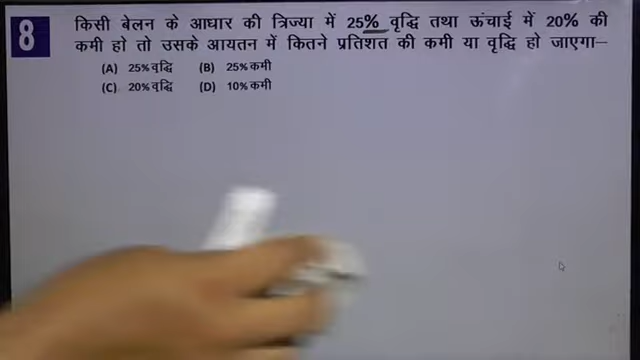 8
किसी बेलन के आघार की त्रिज्या में 25% वृद्धि तथा ऊंचाई में 20% की
कमी हो तो उसके आयतन में कितने प्रतिशत की कमी या वृद्धि हो जाएगा–
(A) 25% वृद्धि (B) 25% कमी
(C) 20% वृद्धि (D) 10% कमी